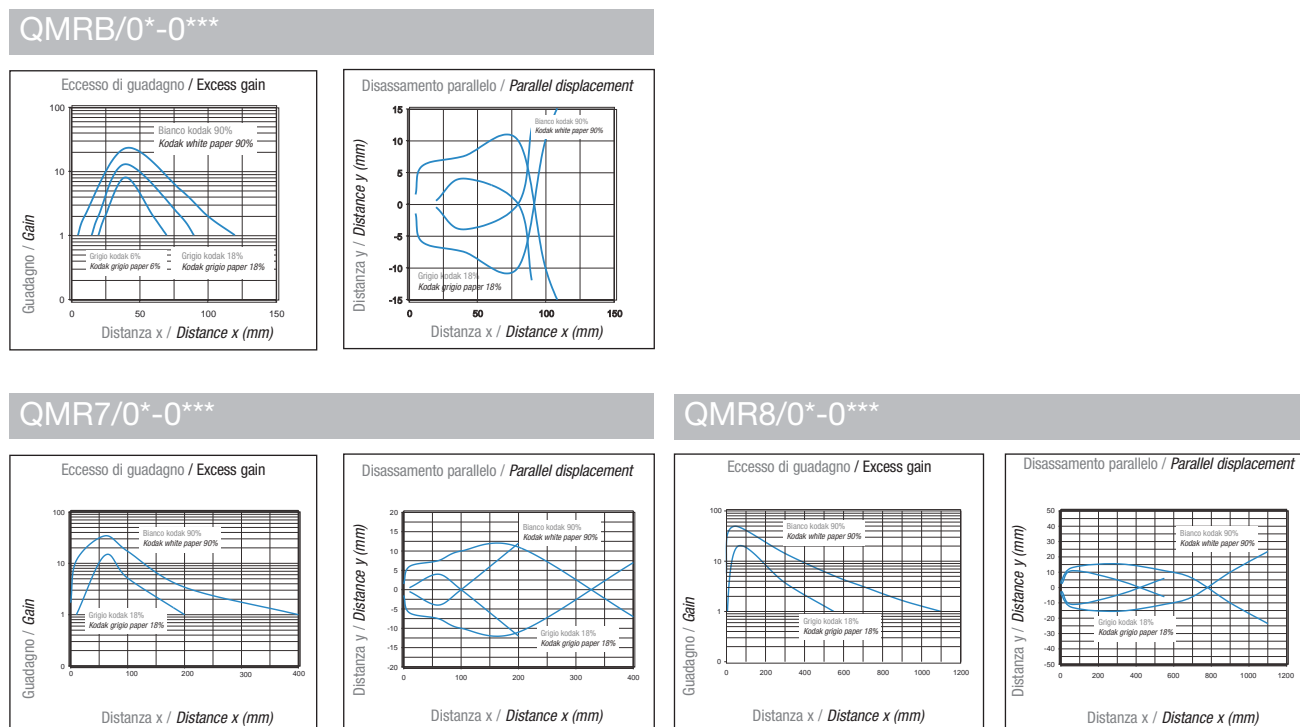 QMRB/0*-0***
Eccesso di guadagno / Excess gain
100
10
1
0
Bianco kodak 90%
Kodak white paper 90%
Grigio kodak 6%
Kodak grigio paper 6%
Grigio kodak 18%
Kodak grigio paper 18%
0 50 100 150
Guadagno / Gain
Distanza x / Distance x (mm)
Disassamento parallelo / Parallel displacement
15
10
5
0
-5
-10
-15
Bianco kodak 90%
Kodak white paper 90%
Grigio kodak 18%
Kodak grigio paper 18%
0 50 100 150
Distanza y / Distance y (mm)
Distanza x / Distance x (mm)
QMR7/0*-0***
Eccesso di guadagno / Excess gain
100
10
1
0
Bianco kodak 90%
Kodak white paper 90%
Grigio kodak 18%
Kodak grigio paper 18%
0 100 200 300 400
Guadagno / Gain
Distanza x / Distance x (mm)
Disassamento parallelo / Parallel displacement
20
15
10
5
0
-5
-10
-15
-20
Bianco kodak 90%
Kodak white paper 90%
Grigio kodak 18%
Kodak grigio paper 18%
0 100 200 300 400
Distanza y / Distance y (mm)
Distanza x / Distance x (mm)
QMR8/0*-0***
Eccesso di guadagno / Excess gain
100
10
1
0
Bianco kodak 90%
Kodak white paper 90%
Grigio kodak 18%
Kodak grigio paper 18%
0 200 400 600 800 1000 1200
Guadagno / Gain
Distanza x / Distance x (mm)
Disassamento parallelo / Parallel displacement
50
40
30
20
10
0
-10
-20
-30
-40
-50
Bianco kodak 90%
Kodak white paper 90%
Grigio kodak 18%
Kodak grigio paper 18%
0 200 400 600 800 1000 1200
Distanza y / Distance y (mm)
Distanza x / Distance x (mm)